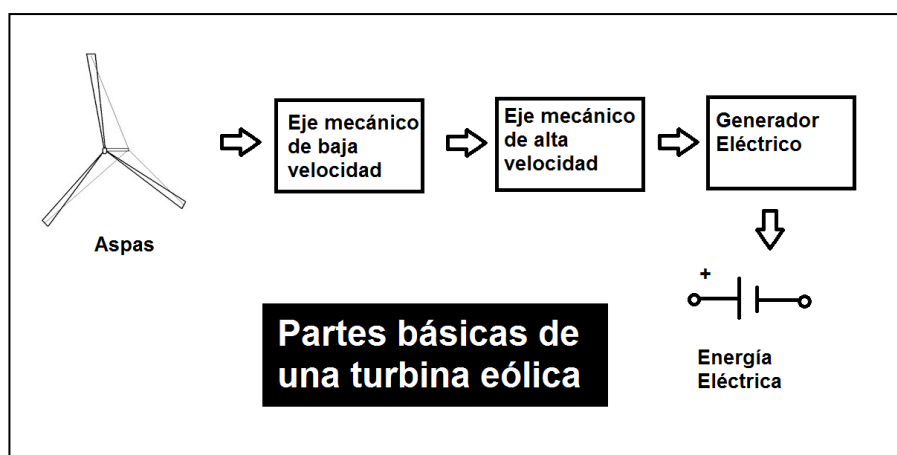 Aspas
Eje mecánico
de baja
velocidad
Eje mecánico
de alta
velocidad
Generador
Eléctrico
+
Energía
Eléctrica
Partes básicas de
una turbina eólica